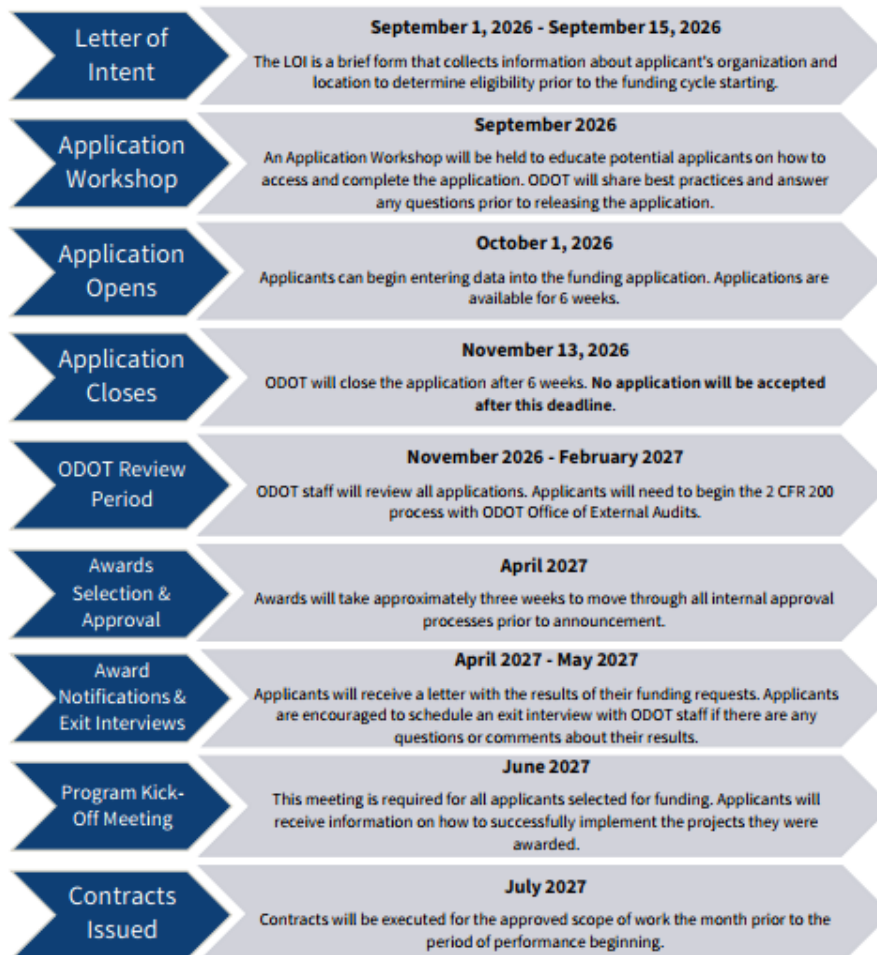 Letter of
Intent
September 1, 2026 - September 15, 2026
The LOI is a brief form that collects information about applicant's organization and
location to determine eligibility prior to the funding cycle starting.
Application
Workshop
September 2026
An Application Workshop will be held to educate potential applicants on how to
access and complete the application. ODOT will share best practices and answer
any questions prior to releasing the application.
Application
Opens
October 1, 2026
Applicants can begin entering data into the funding application. Applications are
available for 6 weeks.
Application
Closes
November 13, 2026
ODOT will close the application after 6 weeks. No application will be accepted
after this deadline.
ODOT Review
Period
November 2026 - February 2027
ODOT staff will review all applications. Applicants will need to begin the 2 CFR 200
process with ODOT Office of External Audits.
Awards
Selection &
Approval
April 2027
Awards will take approximately three weeks to move through all internal approval
processes prior to announcement.
Award
Notifications &
Exit Interviews
April 2027 - May 2027
Applicants will receive a letter with the results of their funding requests. Applicants
are encouraged to schedule an exit interview with ODOT staff if there are any
questions or comments about their results.
Program Kick-
Off Meeting
June 2027
This meeting is required for all applicants selected for funding. Applicants will
receive information on how to successfully implement the projects they were
awarded.
Contracts
Issued
July 2027
Contracts will be executed for the approved scope of work the month prior to the
period of performance beginning.